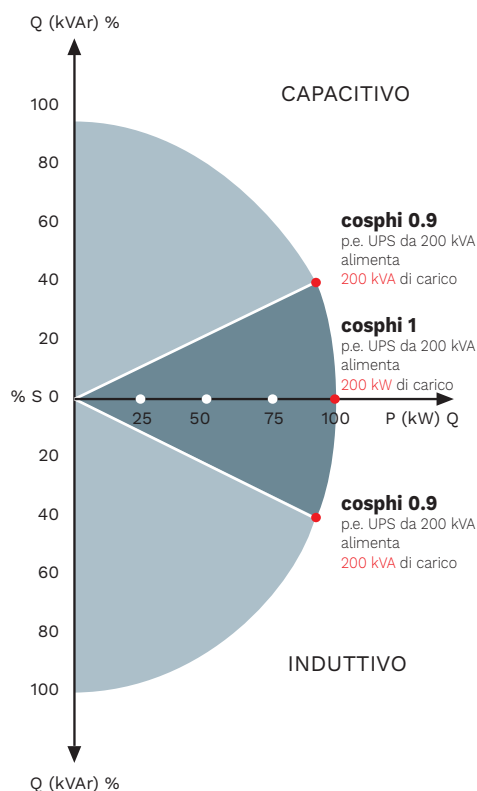 Q (kVAr) %
CAPACITIVO
100
80
60
40
20
% S 0
20
40
60
80
100
cosphi 0.9
p.e. UPS da 200 kVA
alimenta
200 kVA di carico
cosphi 1
p.e. UPS da 200 kVA
alimenta
200 kW di carico
25 50 75 100 P (kW) Q
cosphi 0.9
p.e. UPS da 200 kVA
alimenta
200 kVA di carico
INDUTTIVO
Q (kVAr) %